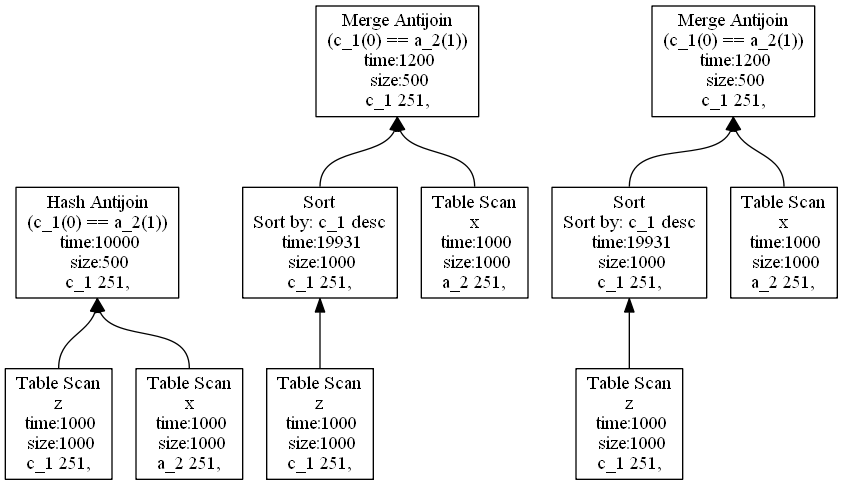 Merge Antijoin
(c_1(0) == a_2(1))
time:1200
size:500
c_1 251,
Merge Antijoin
(c_1(0) == a_2(1))
time:1200
size:500
c_1 251,
Hash Antijoin
(c_1(0) == a_2(1))
time:10000
size:500
c_1 251,
Sort
Sort by: c_1 desc
time:19931
size:1000
c_1 251,
Table Scan
x
time:1000
size:1000
a_2 251,
Sort
Sort by: c_1 desc
time:19931
size:1000
c_1 251,
Table Scan
x
time:1000
size:1000
a_2 251,
Table Scan
z
time:1000
size:1000
c_1 251,
Table Scan
x
time:1000
size:1000
a_2 251,
Table Scan
z
time:1000
size:1000
c_1 251,
Table Scan
z
time:1000
size:1000
c_1 251,